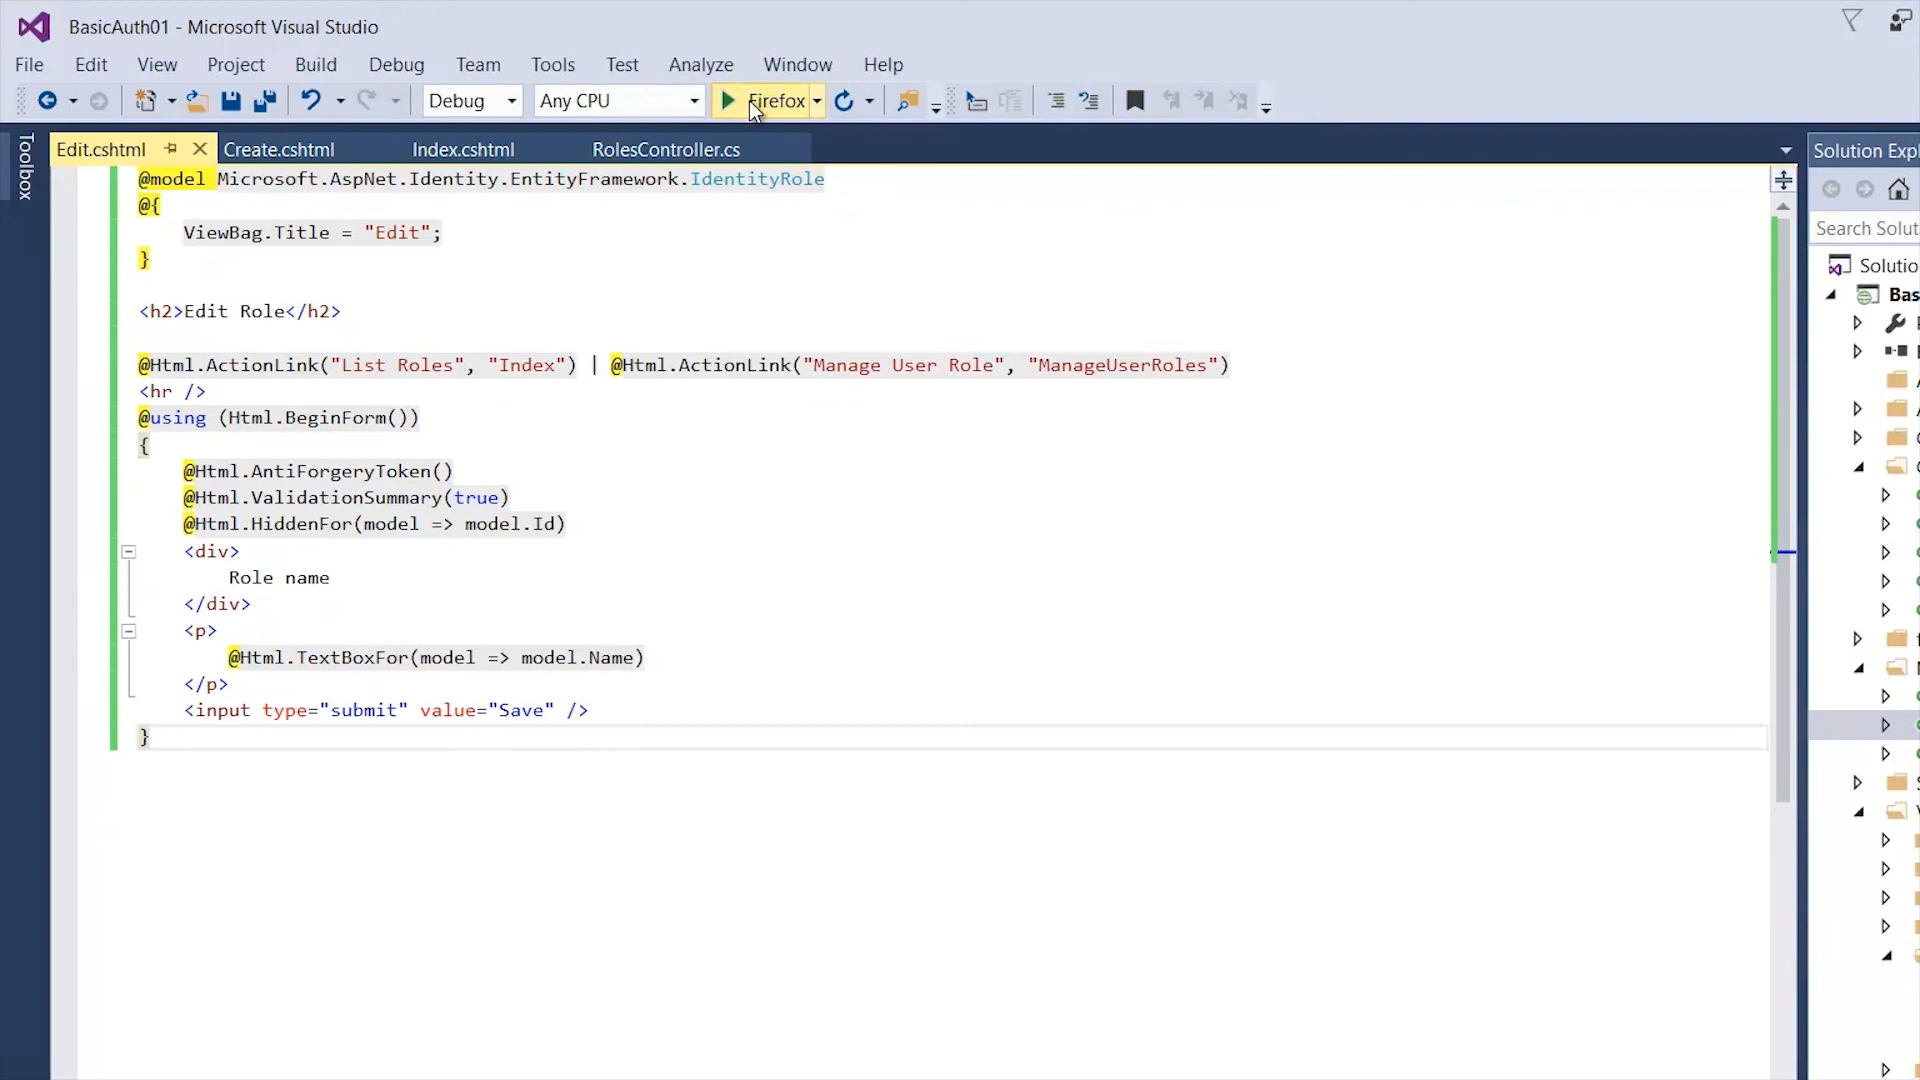 BasicAuth01 - Microsoft Visual Studio
File Edit View Project Build Debug Team Tools Test Analyze Window Help
Debug Any CPU Firefox
Toolbox
Edit.cshtml Create.cshtml Index.cshtml RolesController.cs
Solution Expl
Search Solut
Solutio
Bas
@model Microsoft.AspNet.Identity.EntityFramework.IdentityRole
@{
ViewBag.Title = "Edit";
}
<h2>Edit Role</h2>
@Html.ActionLink("List Roles", "Index") | @Html.ActionLink("Manage User Role", "ManageUserRoles")
<hr />
@using (Html.BeginForm())
{
@Html.AntiForgeryToken()
@Html.ValidationSummary(true)
@Html.HiddenFor(model => model.Id)
<div>
Role name
</div>
<p>
@Html.TextBoxFor(model => model.Name)
</p>
<input type="submit" value="Save" />
}